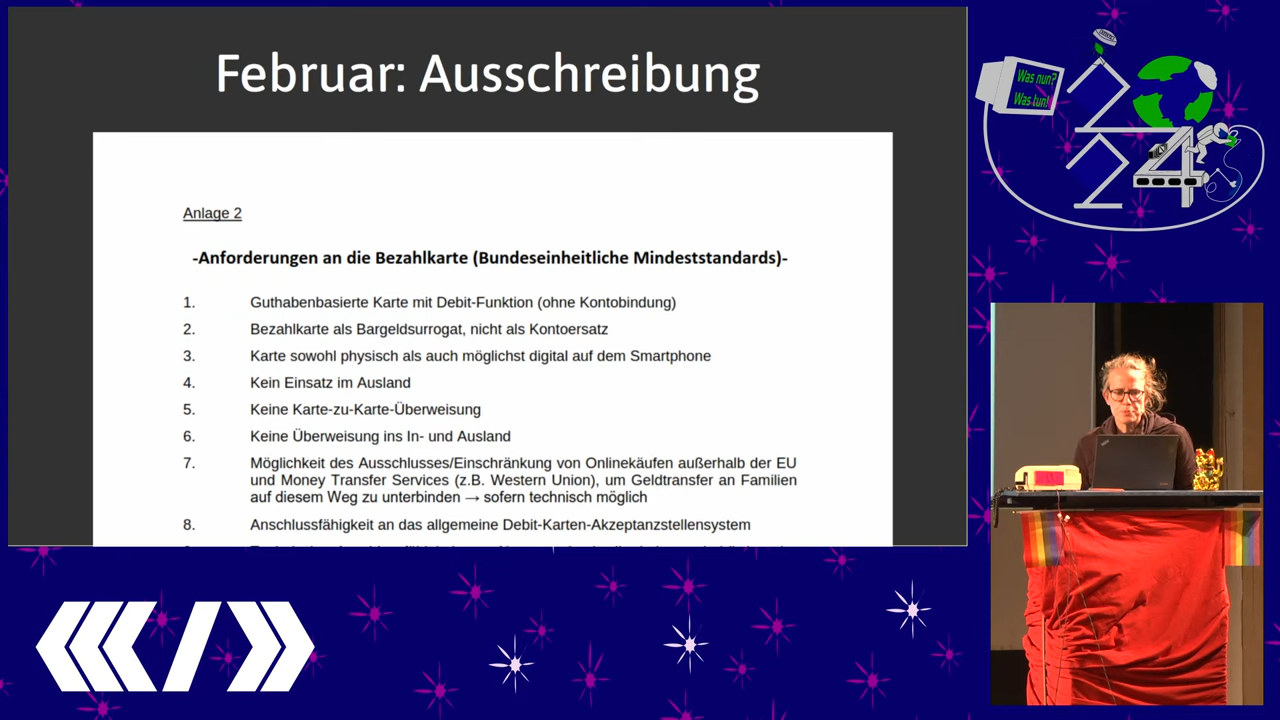 Februar: Ausschreibung
Anlage 2
-Anforderungen an die Bezahlkarte (Bundeseinheitliche Mindeststandards)-
1. Guthabenbasierte Karte mit Debit-Funktion (ohne Kontobindung)
2. Bezahlkarte als Bargeldsurrogat, nicht als Kontoersatz
3. Karte sowohl physisch als auch möglichst digital auf dem Smartphone
4. Kein Einsatz im Ausland
5. Keine Karte-zu-Karte-Überweisung
6. Keine Überweisung ins In- und Ausland
7. Möglichkeit des Ausschlusses/Einschränkung von Onlinekäufen außerhalb der EU
und Money Transfer Services (z.B. Western Union), um Geldtransfer an Familien
auf diesem Weg zu unterbinden → sofern technisch möglich
8. Anschlussfähigkeit an das allgemeine Debit-Karten-Akzeptanzstellensystem
Was nun?
Was tun!
2024